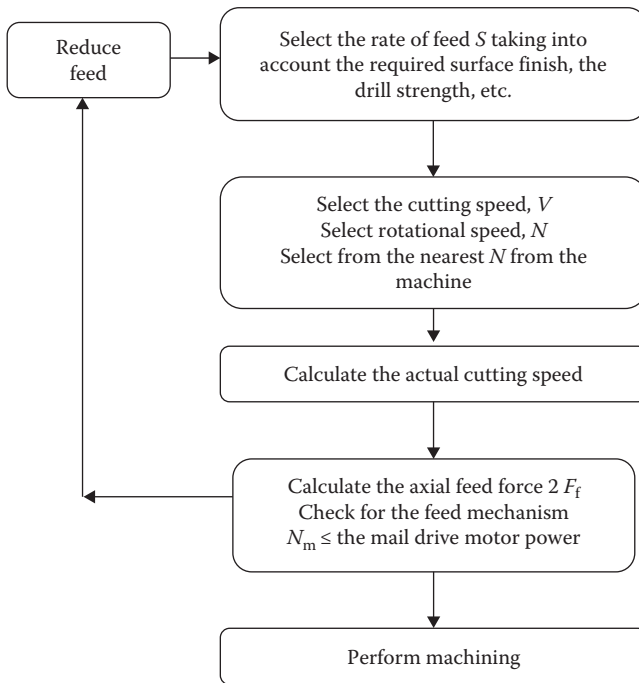 Reduce
feed
Select the rate of feed S taking into
account the required surface finish, the
drill strength, etc.
Select the cutting speed, V
Select rotational speed, N
Select from the nearest N from the
machine
Calculate the actual cutting speed
Calculate the axial feed force 2 Ff
Check for the feed mechanism
Nm ≤ the mail drive motor power
Perform machining